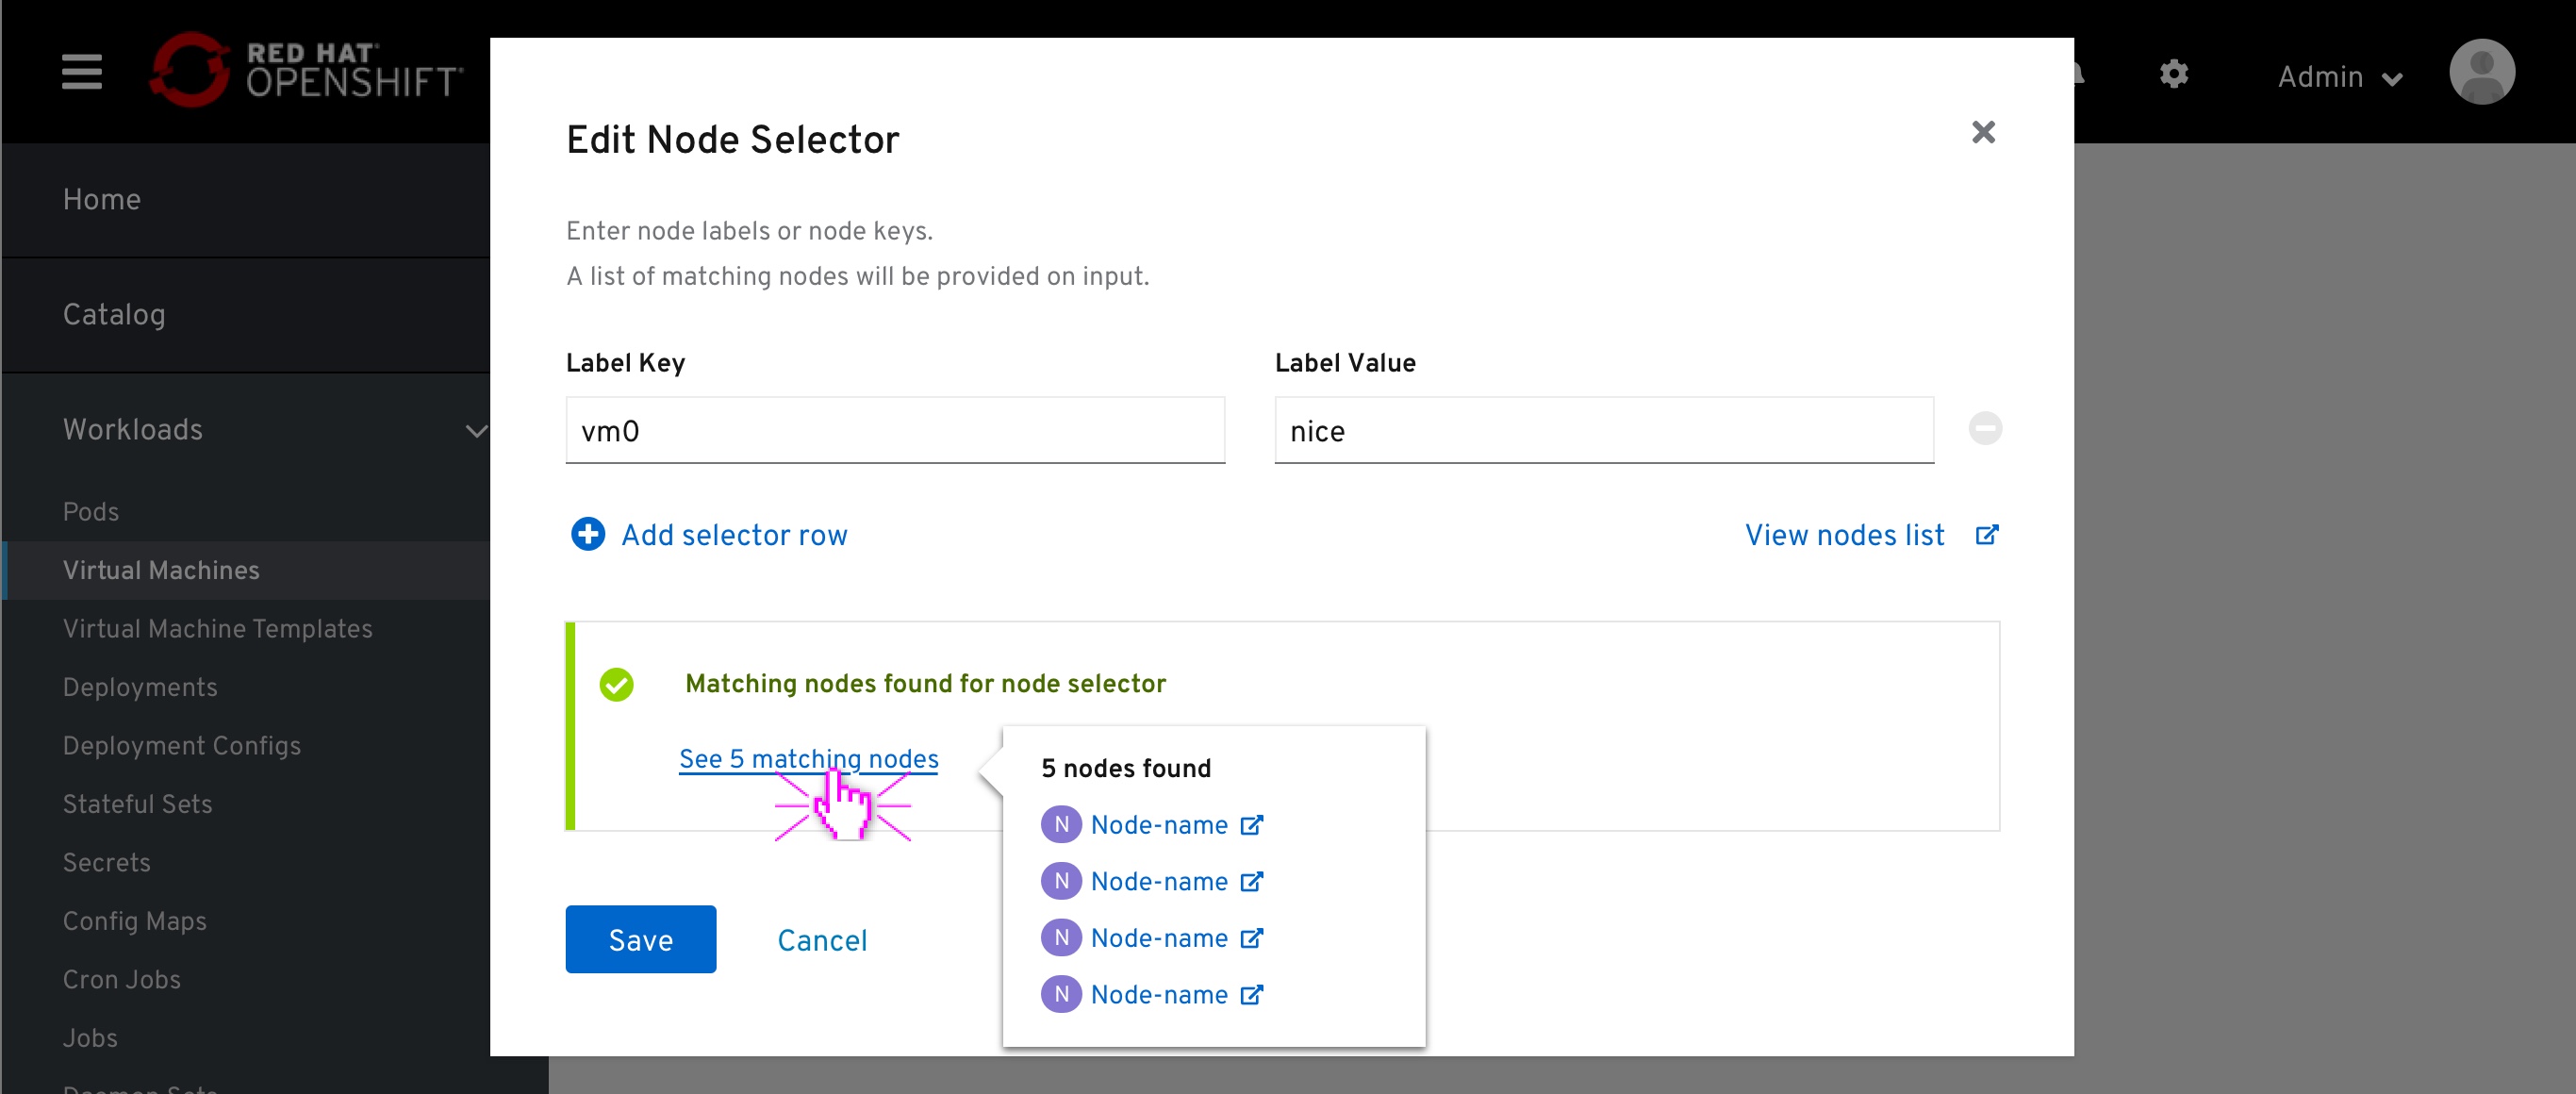 RED HAT
OPENSHIFT
Admin
Home
Catalog
Workloads
Pods
Virtual Machines
Virtual Machine Templates
Deployments
Deployment Configs
Stateful Sets
Secrets
Config Maps
Cron Jobs
Jobs
Daemon Sets
Edit Node Selector
Enter node labels or node keys.
A list of matching nodes will be provided on input.
Label Key
Label Value
vm0
nice
Add selector row
View nodes list
Matching nodes found for node selector
See 5 matching nodes
5 nodes found
N Node-name
N Node-name
N Node-name
N Node-name
Save
Cancel